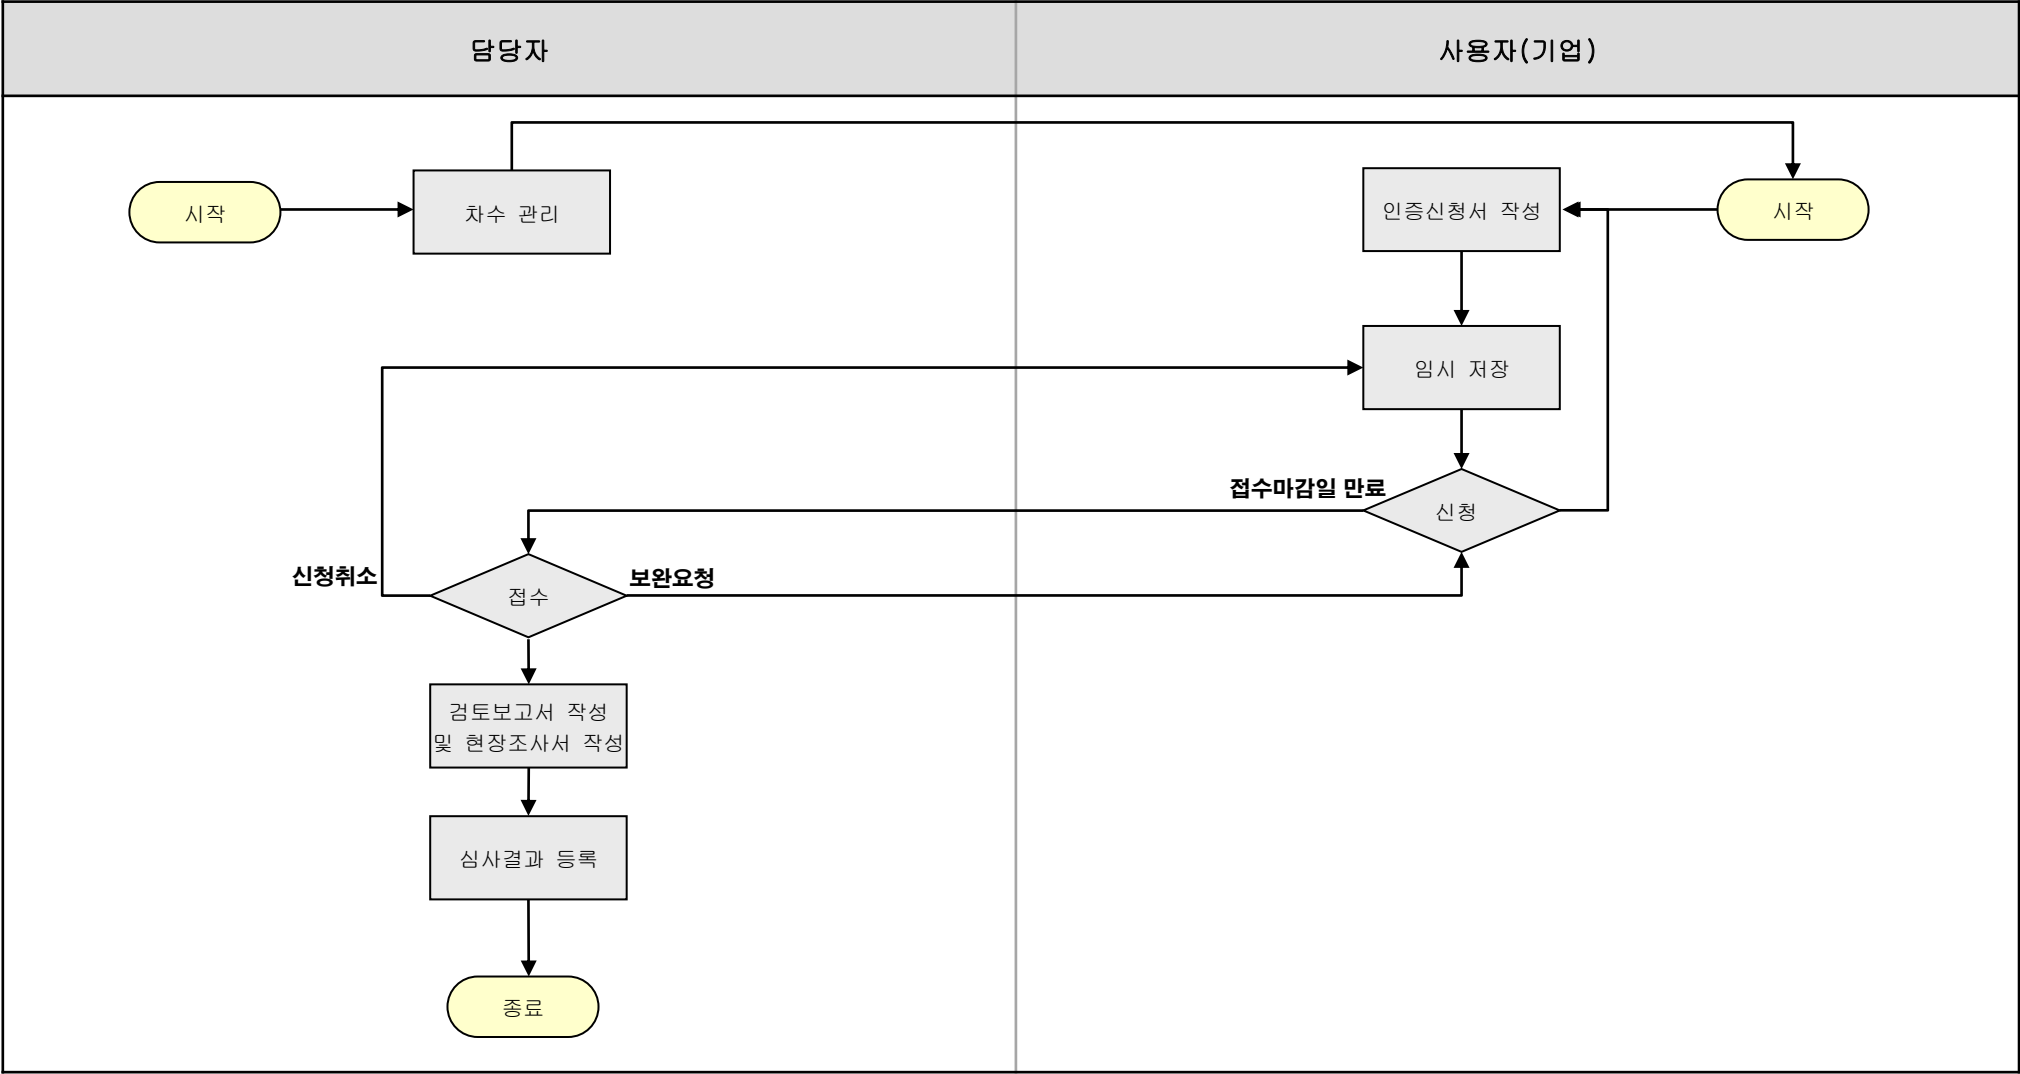 담당자
사용자(기업)
시작
차수 관리
인증신청서 작성
시작
임시 저장
접수마감일 만료
신청
신청취소
접수
보완요청
검토보고서 작성
및 현장조사서 작성
심사결과 등록
종료